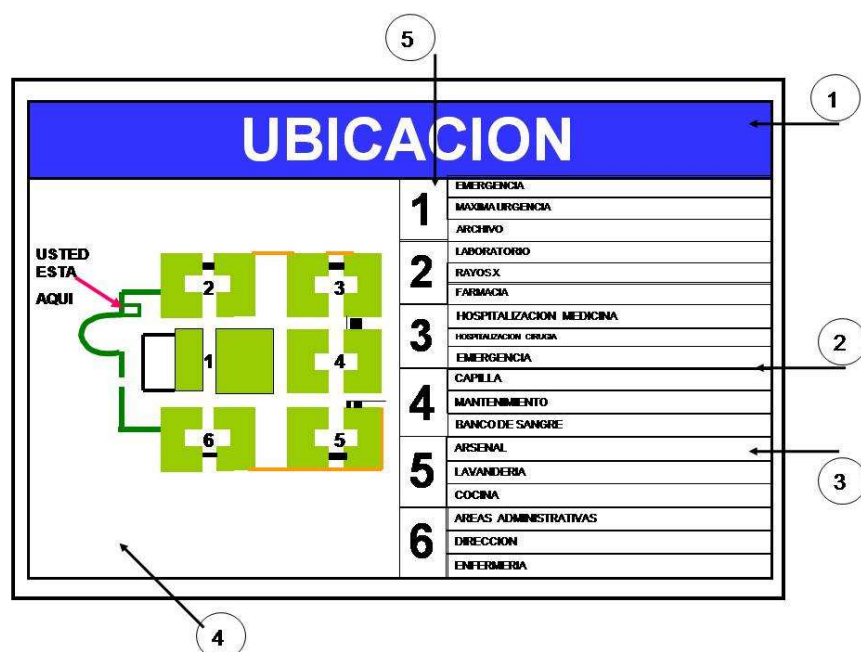 5
1
UBICACION
USTED
ESTA
AQUI
2
3
1
4
6
5
1
EMERGENCIA
MAXIMA URGENCIA
ARCHIVO
2
LABORATORIO
RAYOS X
FARMACIA
3
HOSPITALIZACION MEDICINA
HOSPITALIZACION CIRUGIA
EMERGENCIA
4
CAPILLA
MANTENIMIENTO
BANCO DE SANGRE
5
ARSENAL
LAVANDERIA
COCINA
6
AREAS ADMINISTRATIVAS
DIRECCION
ENFERMERIA
2
3
4